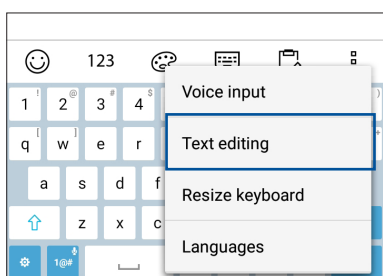 123
1 ! 2 @ 3 # 4 $ )
Voice input
q [ w ] e r +
Text editing
a s d f
Resize keyboard
z x c
Languages
1@#